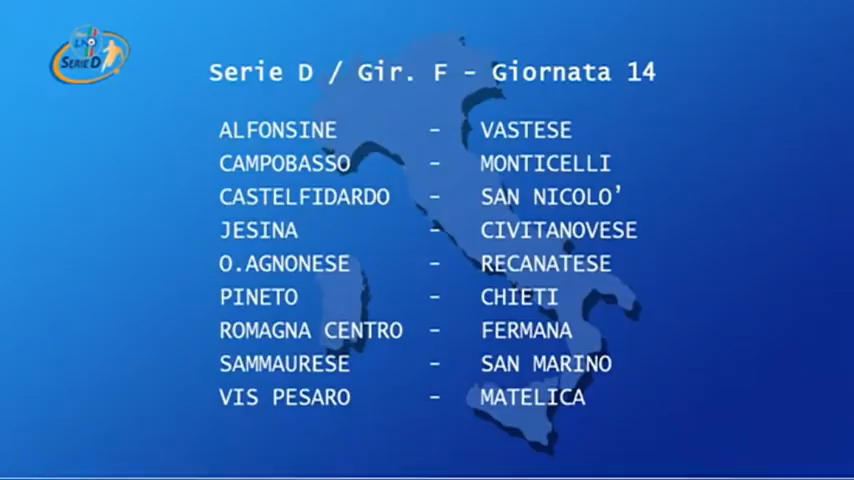 SERIE D
Serie D / Gir. F - Giornata 14
ALFONSINE - VASTESE
CAMPOBASSO - MONTICELLI
CASTELFIDARDO - SAN NICOLO'
JESINA - CIVITANOVESE
O.AGNONESE - RECANATESE
PINETO - CHIETI
ROMAGNA CENTRO - FERMANA
SAMMAURESE - SAN MARINO
VIS PESARO - MATELICA